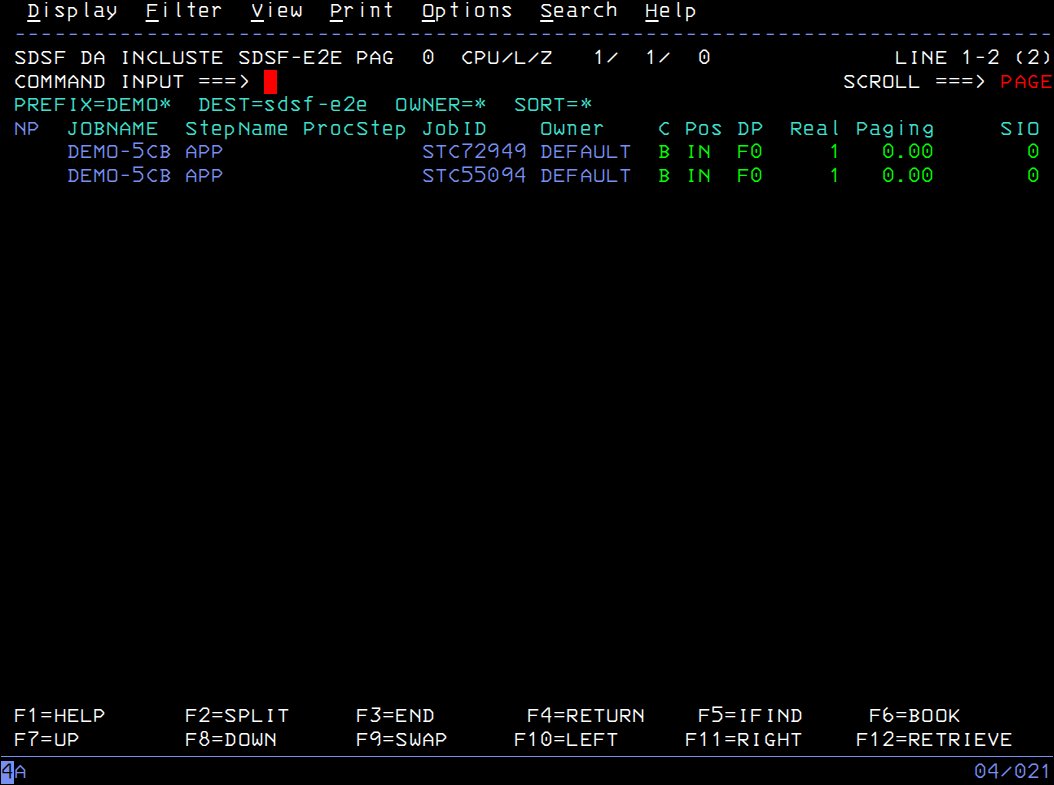 Display Filter View Print Options Search Help
--------------------------------------------------------------------------------
SDSF DA INCLUSTE SDSF-E2E PAG 0 CPU/L/Z 1/ 1/ 0 LINE 1-2 (2)
COMMAND INPUT ===> SCROLL ===> PAGE
PREFIX=DEMO* DEST=sdsf-e2e OWNER=* SORT=*
NP JOBNAME StepName ProcStep JobID Owner C Pos DP Real Paging SIO
DEMO-5CB APP STC72949 DEFAULT B IN F0 1 0.00 0
DEMO-5CB APP STC55094 DEFAULT B IN F0 1 0.00 0
F1=HELP F2=SPLIT F3=END F4=RETURN F5=IFIND F6=BOOK
F7=UP F8=DOWN F9=SWAP F10=LEFT F11=RIGHT F12=RETRIEVE
4A 04/021